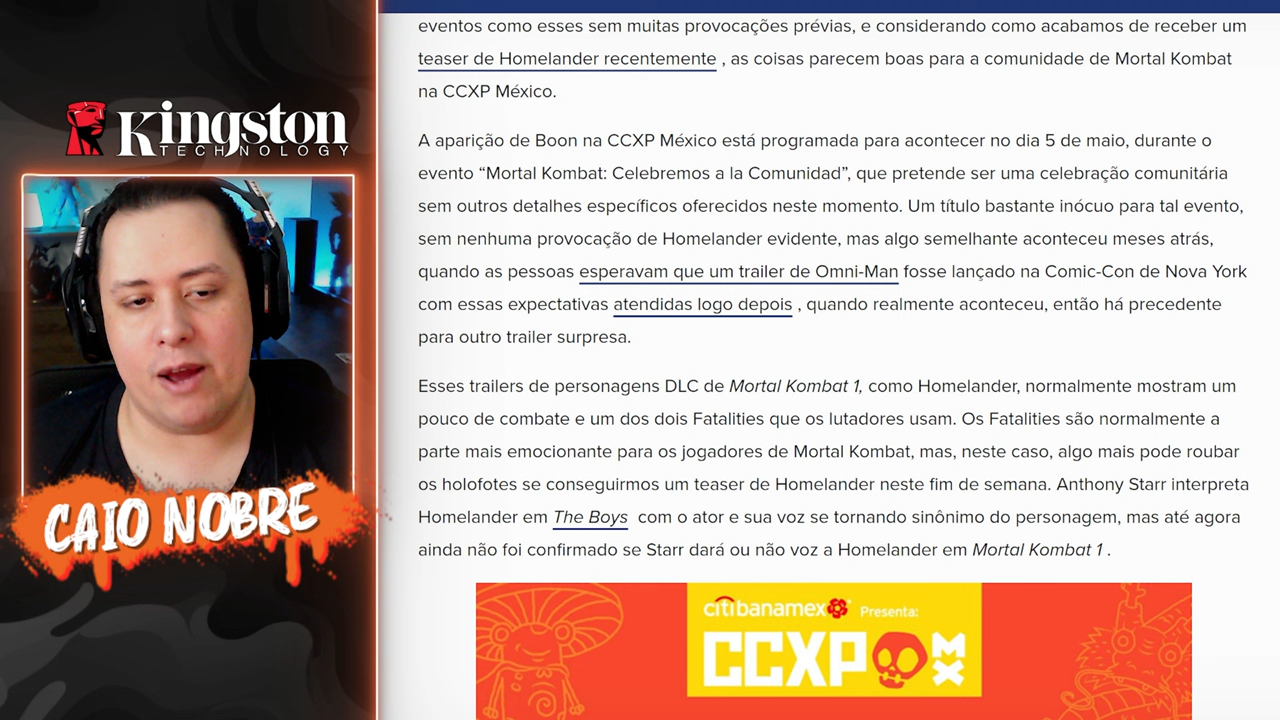 Kingston
TECHNOLOGY
CAIO NOBRE
eventos como esses sem muitas provocações prévias, e considerando como acabamos de receber um
teaser de Homelander recentemente , as coisas parecem boas para a comunidade de Mortal Kombat
na CCXP México.
A aparição de Boon na CCXP México está programada para acontecer no dia 5 de maio, durante o
evento “Mortal Kombat: Celebremos a la Comunidad”, que pretende ser uma celebração comunitária
sem outros detalhes específicos oferecidos neste momento. Um título bastante inócuo para tal evento,
sem nenhuma provocação de Homelander evidente, mas algo semelhante aconteceu meses atrás,
quando as pessoas esperavam que um trailer de Omni-Man fosse lançado na Comic-Con de Nova York
com essas expectativas atendidas logo depois , quando realmente aconteceu, então há precedente
para outro trailer surpresa.
Esses trailers de personagens DLC de Mortal Kombat 1, como Homelander, normalmente mostram um
pouco de combate e um dos dois Fatalities que os lutadores usam. Os Fatalities são normalmente a
parte mais emocionante para os jogadores de Mortal Kombat, mas, neste caso, algo mais pode roubar
os holofotes se conseguirmos um teaser de Homelander neste fim de semana. Anthony Starr interpreta
Homelander em The Boys com o ator e sua voz se tornando sinônimo do personagem, mas até agora
ainda não foi confirmado se Starr dará ou não voz a Homelander em Mortal Kombat 1 .
citibanamex Presenta:
CCXP MX